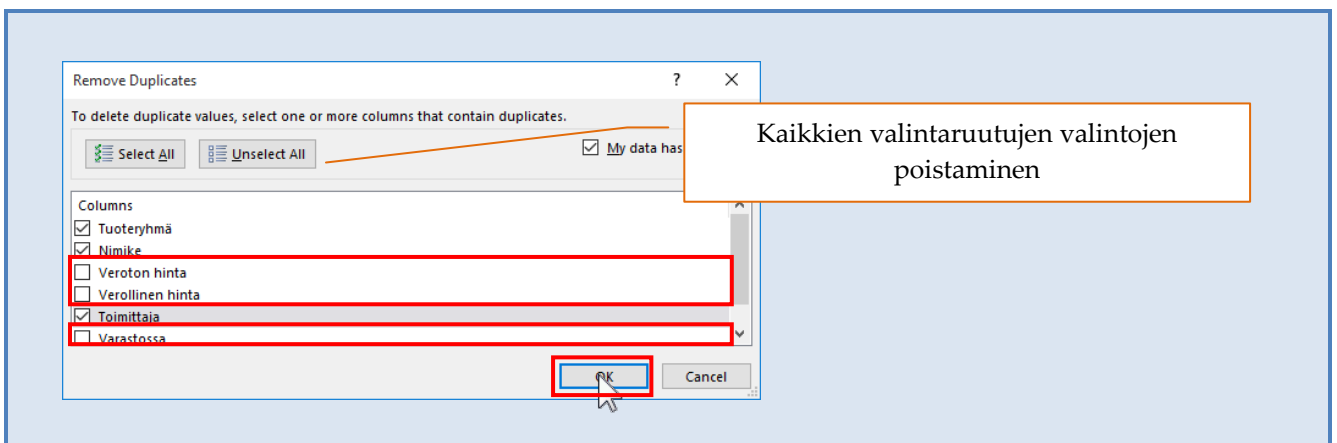 Remove Duplicates
To delete duplicate values, select one or more columns that contain duplicates.
Select All
Unselect All
My data has
Kaikkien valintaruutujen valintojen
poistaminen
Columns
Tuoteryhmä
Nimike
Veroton hinta
Verollinen hinta
Toimittaja
Varastossa
OK
Cancel